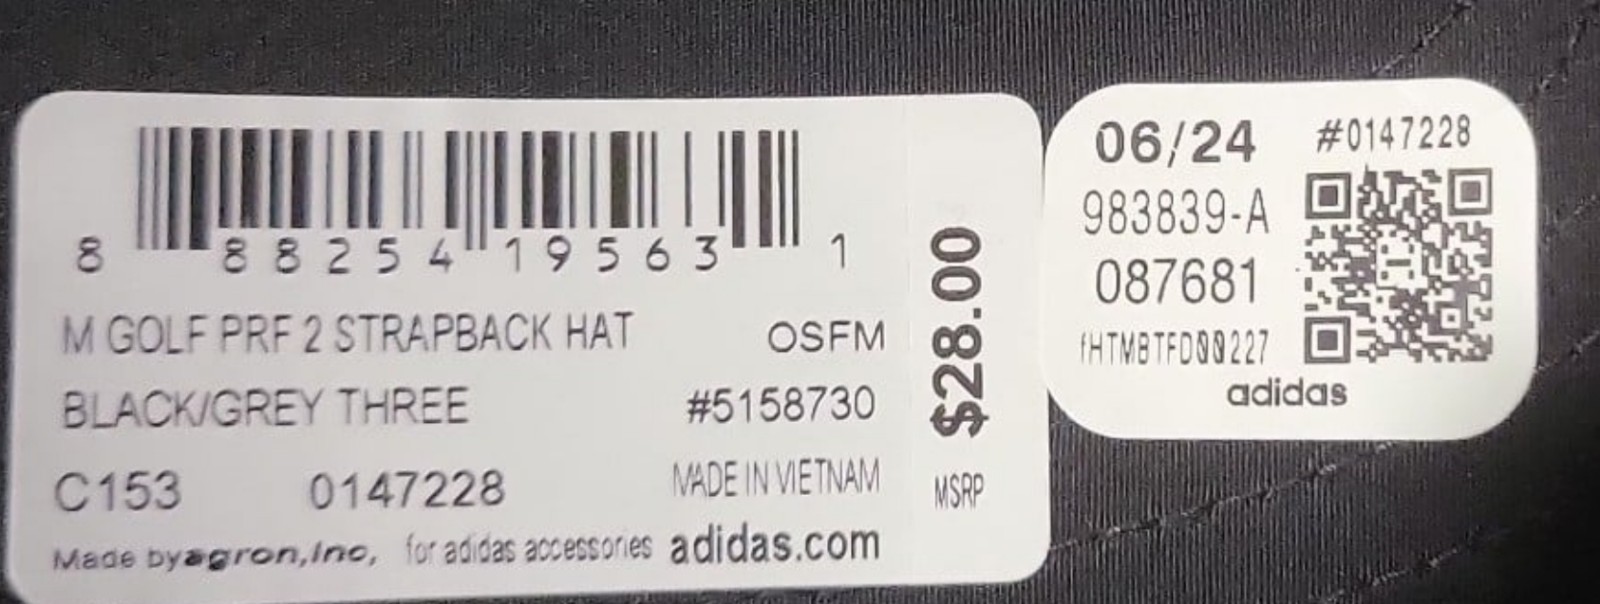 8 88254 19563 1
M GOLF PRF 2 STRAPBACK HAT OSFM
BLACK/GREY THREE #5158730
C153 0147228 MADE IN VIETNAM
Made by agron,inc, for adidas accessories adidas.com
$28.00
MSRP
06/24 #0147228
983839-A
087681
fHTMBTFD00227
adidas